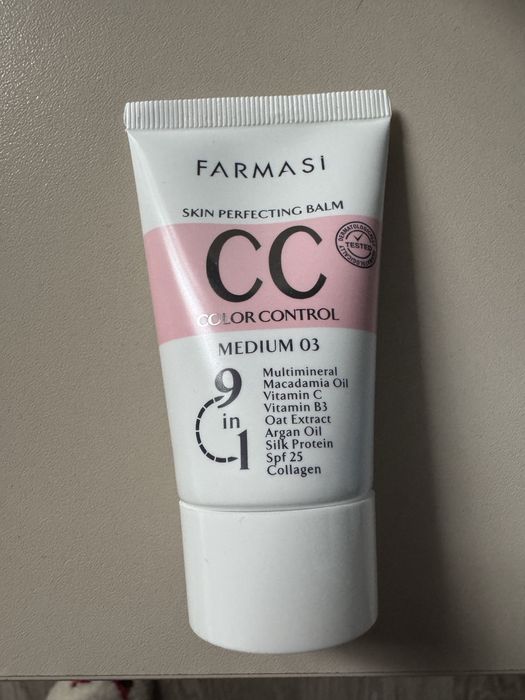 FARMASi
SKIN PERFECTING BALM
CC
DERMATOLOGICALLY
TESTED
DERMATOLOGICALLY
COLOR CONTROL
MEDIUM 03
9 in 1
Multimineral
Macadamia Oil
Vitamin C
Vitamin B3
Oat Extract
Argan Oil
Silk Protein
Spf 25
Collagen